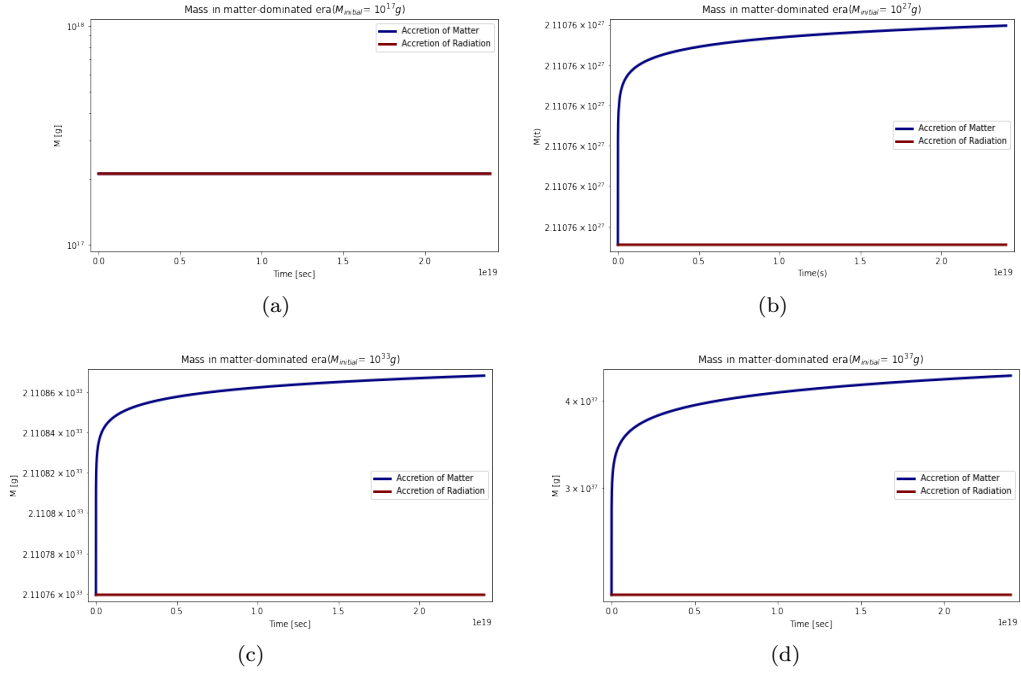 Mass in matter-dominated era(M_initial = 10^17 g)
10^18
M [g]
10^17
Accretion of Matter
Accretion of Radiation
0.0 0.5 1.0 1.5 2.0
1e19
Time [sec]
(a)
Mass in matter-dominated era(M_initial = 10^27 g)
2.11076 × 10^27
2.11076 × 10^27
2.11076 × 10^27
M(t)
2.11076 × 10^27
2.11076 × 10^27
2.11076 × 10^27
Accretion of Matter
Accretion of Radiation
0.0 0.5 1.0 1.5 2.0
1e19
Time(s)
(b)
Mass in matter-dominated era(M_initial = 10^33 g)
2.11086 × 10^33
2.11084 × 10^33
2.11082 × 10^33
M [g]
2.1108 × 10^33
2.11078 × 10^33
2.11076 × 10^33
Accretion of Matter
Accretion of Radiation
0.0 0.5 1.0 1.5 2.0
1e19
Time [sec]
(c)
Mass in matter-dominated era(M_initial = 10^37 g)
4 × 10^37
M [g]
3 × 10^37
Accretion of Matter
Accretion of Radiation
0.0 0.5 1.0 1.5 2.0
1e19
Time [sec]
(d)